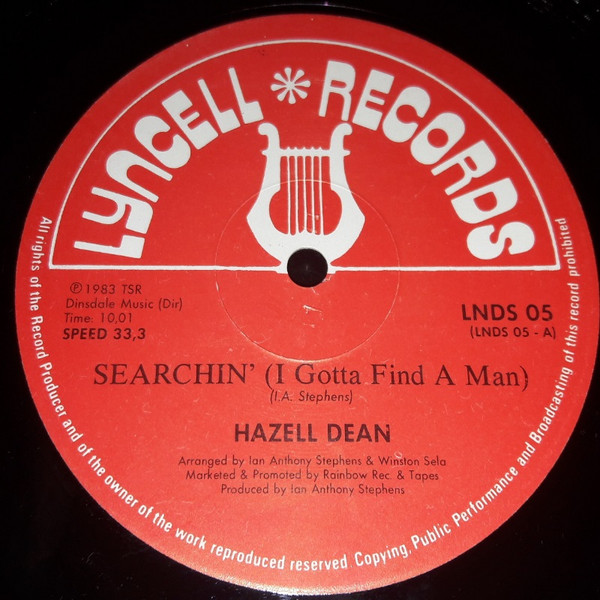 LYNCELL * RECORDS
℗ 1983 TSR
Dinsdale Music (Dir)
Time: 10,01
SPEED 33,3
LNDS 05
(LNDS 05 - A)
SEARCHIN' (I Gotta Find A Man)
(I.A. Stephens)
HAZELL DEAN
Arranged by Ian Anthony Stephens & Winston Sela
Marketed & Promoted by Rainbow Rec. & Tapes
Produced by Ian Anthony Stephens
All rights of the Record Producer and of the owner of the work reproduced reserved. Copying, Public Performance and Broadcasting of this record prohibited